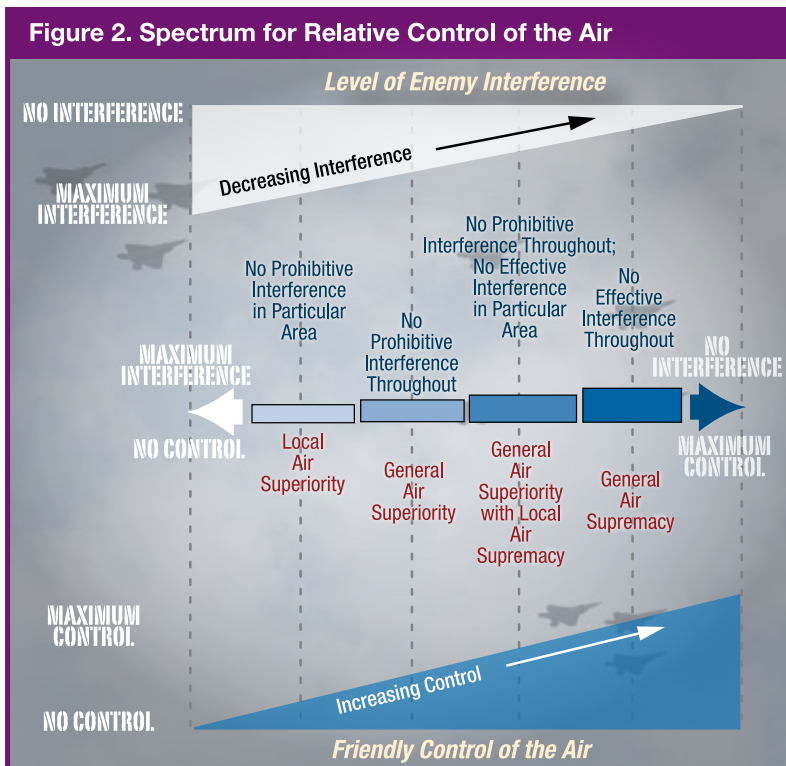 Figure 2. Spectrum for Relative Control of the Air
Level of Enemy Interference
NO INTERFERENCE
Decreasing Interference
MAXIMUM
INTERFERENCE
No Prohibitive
Interference
in Particular
Area
No
Prohibitive
Interference
Throughout
No Prohibitive
Interference Throughout;
No Effective
Interference
in Particular
Area
No
Effective
Interference
Throughout
MAXIMUM
INTERFERENCE
NO
INTERFERENCE
NO CONTROL
MAXIMUM
CONTROL
Local
Air
Superiority
General
Air
Superiority
General
Air
Superiority
with Local
Air
Supremacy
General
Air
Supremacy
MAXIMUM
CONTROL
Increasing Control
NO CONTROL
Friendly Control of the Air